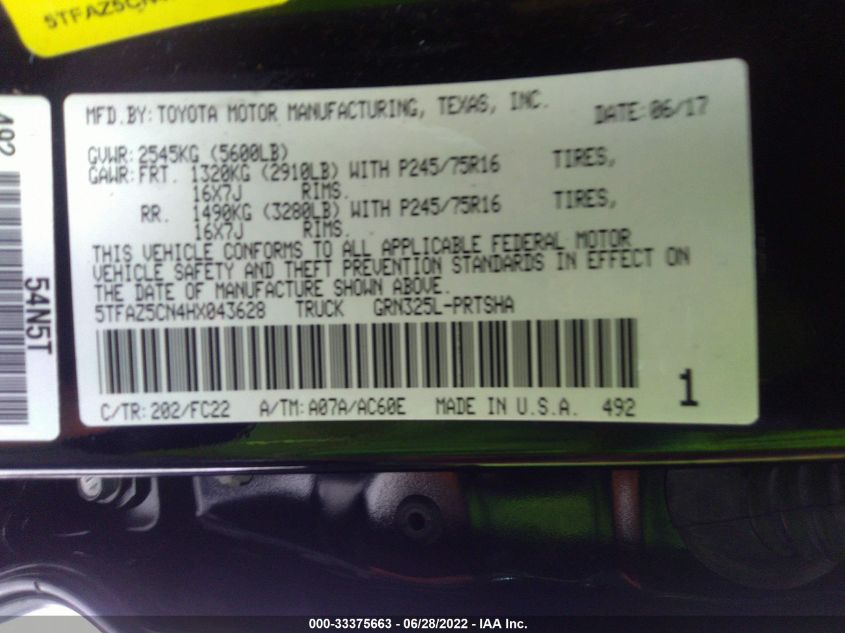 5TFAZ5CN
MFD.BY: TOYOTA MOTOR MANUFACTURING, TEXAS, INC. DATE: 06/17
GVWR: 2545KG (5600LB)
GAWR: FRT. 1320KG (2910LB) WITH P245/75R16 TIRES,
16X7J RIMS.
RR. 1490KG (3280LB) WITH P245/75R16 TIRES,
16X7J RIMS.
THIS VEHICLE CONFORMS TO ALL APPLICABLE FEDERAL MOTOR
VEHICLE SAFETY AND THEFT PREVENTION STANDARDS IN EFFECT ON
THE DATE OF MANUFACTURE SHOWN ABOVE.
5TFAZ5CN4HX043628 TRUCK GRN325L-PRTSHA
C/TR: 202/FC22 A/TM: A07A/AC60E MADE IN U.S.A. 492
1
492
54N5T
000-33375663 - 06/28/2022 - IAA Inc.